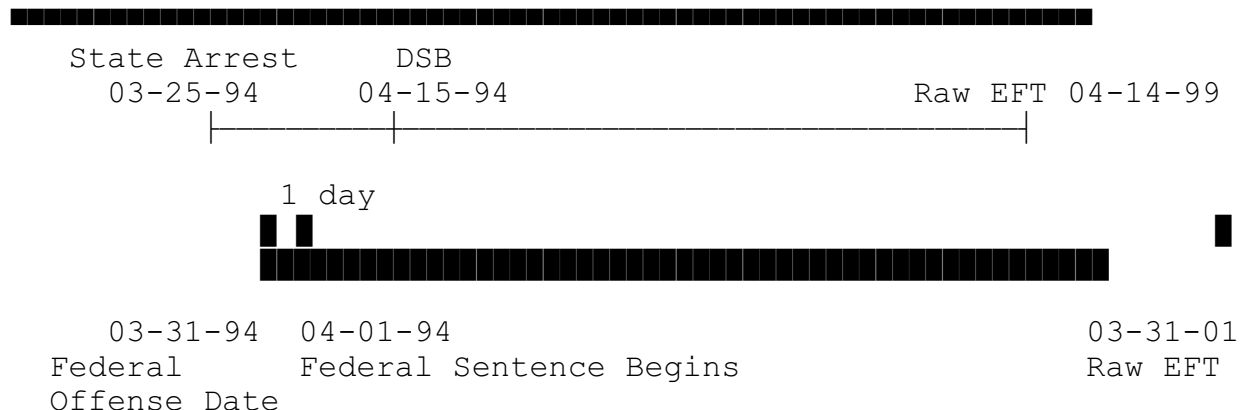 State Arrest DSB
03-25-94 04-15-94 Raw EFT 04-14-99
1 day
03-31-94 04-01-94 03-31-01
Federal Federal Sentence Begins Raw EFT
Offense Date